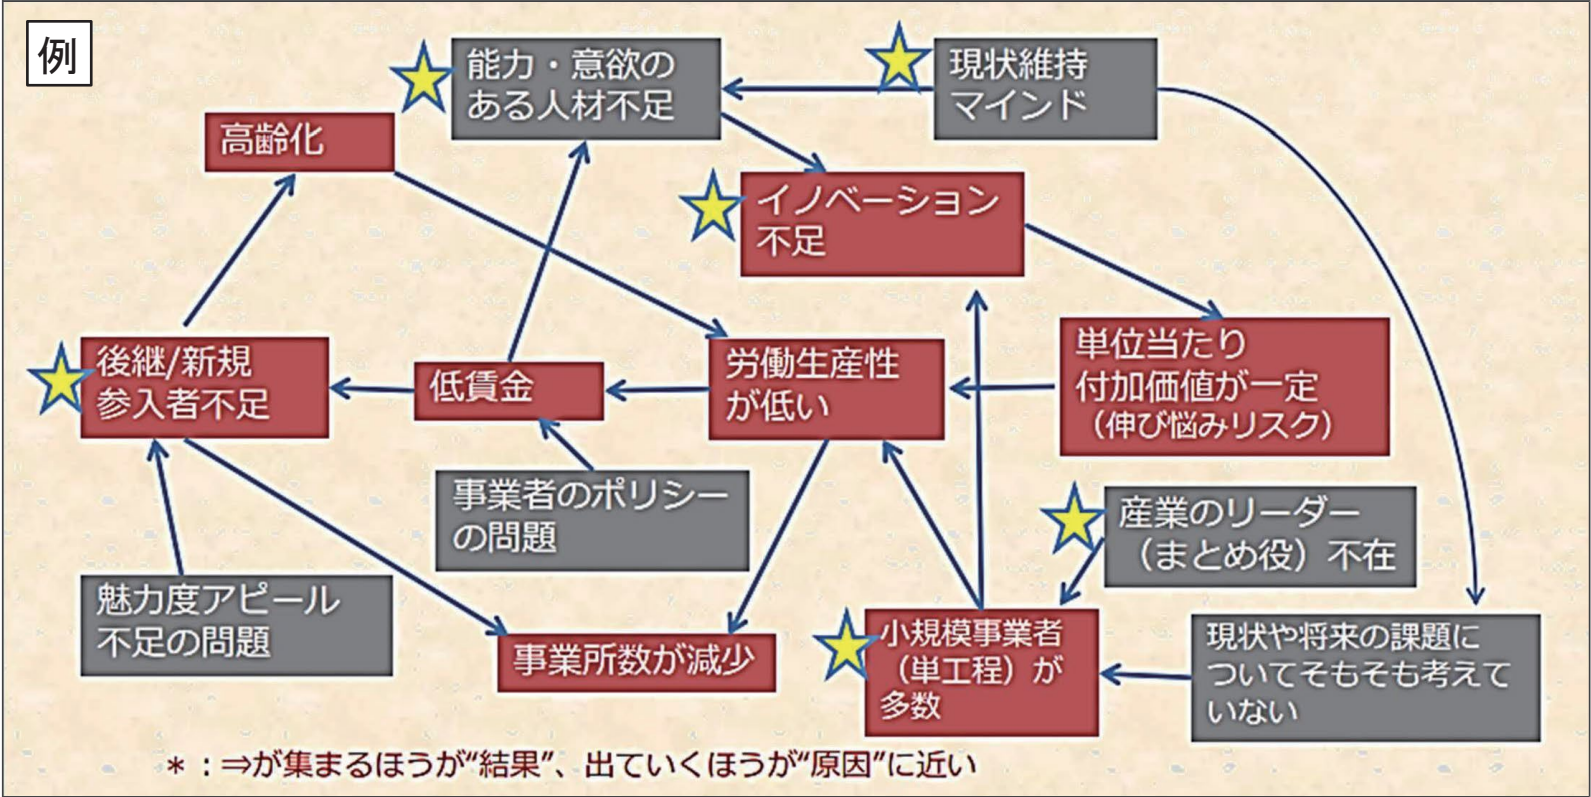 例
能力・意欲の
ある人材不足
現状維持
マインド
高齢化
イノベーション
不足
後継/新規
参入者不足
低賃金
労働生産性
が低い
単位当たり
付加価値が一定
（伸び悩みリスク）
事業者のポリシー
の問題
産業のリーダー
（まとめ役）不在
魅力度アピール
不足の問題
事業所数が減少
小規模事業者
（単工程）が
多数
現状や将来の課題に
ついてそもそも考えて
いない
＊：⇒が集まるほうが“結果”、出ていくほうが“原因”に近い